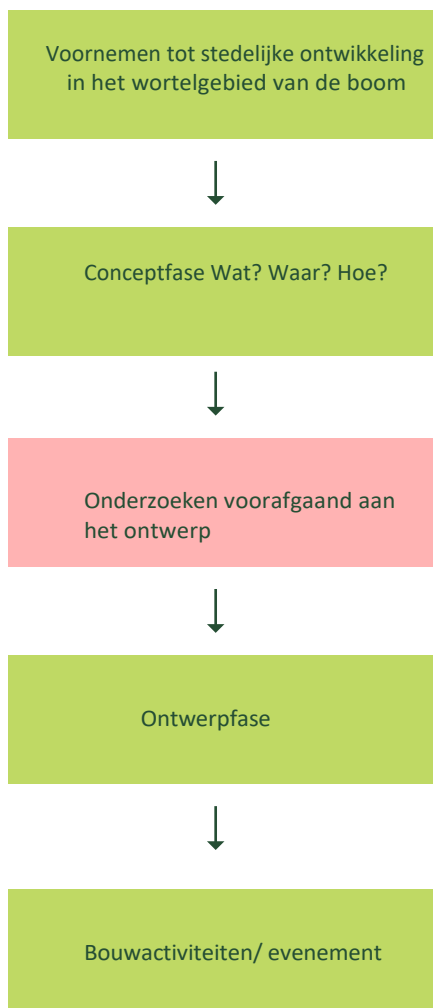 Voornemen tot stedelijke ontwikkeling
in het wortelgebied van de boom
Conceptfase Wat? Waar? Hoe?
Onderzoeken voorafgaand aan
het ontwerp
Ontwerpfase
Bouwactiviteiten/ evenement